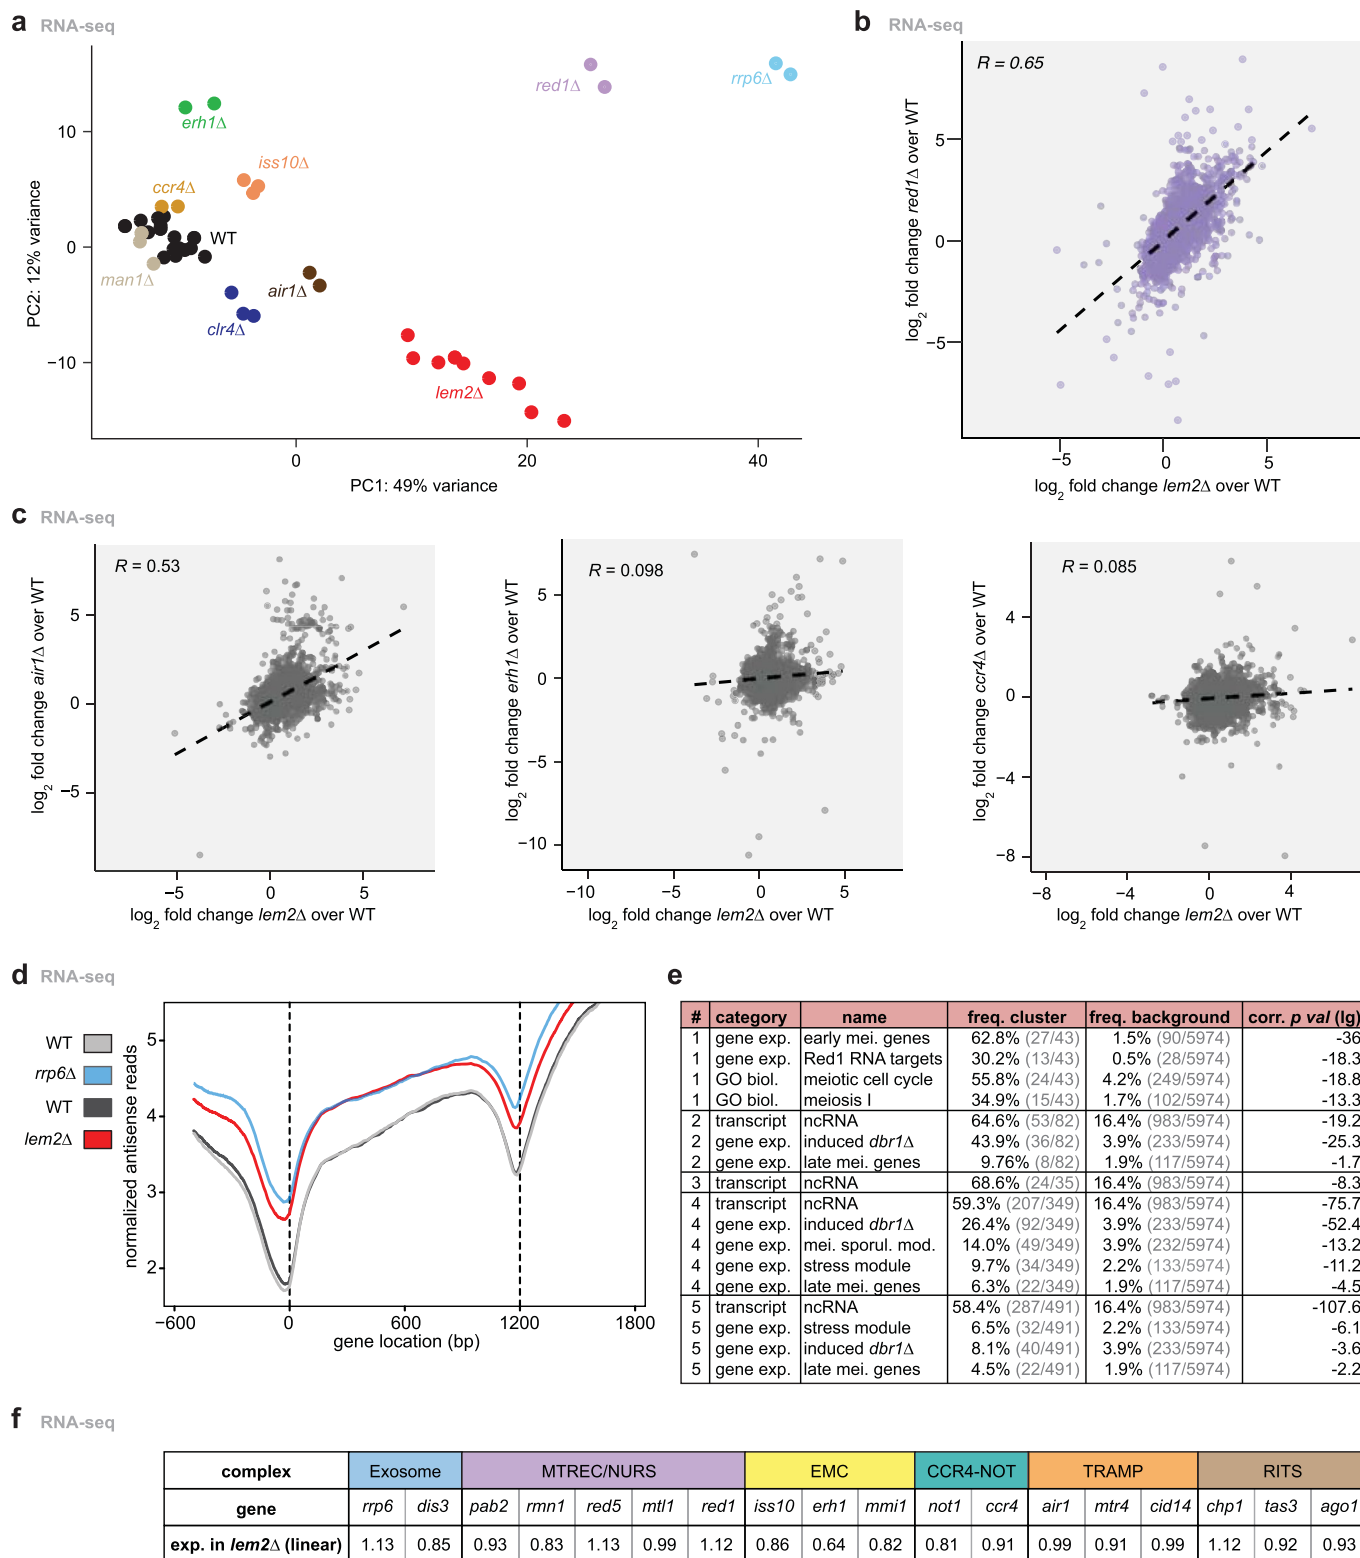 a RNA-seq
PC2: 12% variance
10
0
−10
erh1Δ
iss10Δ
ccr4Δ
WT
man1Δ
clr4Δ
air1Δ
lem2Δ
red1Δ
rrp6Δ
0 20 40
PC1: 49% variance
b RNA-seq
R = 0.65
log2 fold change red1Δ over WT
5
0
−5
−5 0 5
log2 fold change lem2Δ over WT
c RNA-seq
R = 0.53
log2 fold change air1Δ over WT
5
0
−5
−5 0 5
log2 fold change lem2Δ over WT
R = 0.098
log2 fold change erh1Δ over WT
5
0
−5
−10
−10 −5 0 5
log2 fold change lem2Δ over WT
R = 0.085
log2 fold change ccr4Δ over WT
4
0
−4
−8
−8 −4 0 4
log2 fold change lem2Δ over WT
d RNA-seq
WT
rrp6Δ
WT
lem2Δ
normalized antisense reads
5
4
3
2
−600 0 600 1200 1800
gene location (bp)
e
# category name freq. cluster freq. background corr. p val (lg)
1 gene exp. early mei. genes 62.8% (27/43) 1.5% (90/5974) -36
1 gene exp. Red1 RNA targets 30.2% (13/43) 0.5% (28/5974) -18.3
1 GO biol. meiotic cell cycle 55.8% (24/43) 4.2% (249/5974) -18.8
1 GO biol. meiosis I 34.9% (15/43) 1.7% (102/5974) -13.3
2 transcript ncRNA 64.6% (53/82) 16.4% (983/5974) -19.2
2 gene exp. induced dbr1Δ 43.9% (36/82) 3.9% (233/5974) -25.3
2 gene exp. late mei. genes 9.76% (8/82) 1.9% (117/5974) -1.7
3 transcript ncRNA 68.6% (24/35) 16.4% (983/5974) -8.3
4 transcript ncRNA 59.3% (207/349) 16.4% (983/5974) -75.7
4 gene exp. induced dbr1Δ 26.4% (92/349) 3.9% (233/5974) -52.4
4 gene exp. mei. sporul. mod. 14.0% (49/349) 3.9% (232/5974) -13.2
4 gene exp. stress module 9.7% (34/349) 2.2% (133/5974) -11.2
4 gene exp. late mei. genes 6.3% (22/349) 1.9% (117/5974) -4.5
5 transcript ncRNA 58.4% (287/491) 16.4% (983/5974) -107.6
5 gene exp. stress module 6.5% (32/491) 2.2% (133/5974) -6.1
5 gene exp. induced dbr1Δ 8.1% (40/491) 3.9% (233/5974) -3.6
5 gene exp. late mei. genes 4.5% (22/491) 1.9% (117/5974) -2.2
f RNA-seq
complex Exosome MTREC/NURS EMC CCR4-NOT TRAMP RITS
gene rrp6 dis3 pab2 rmn1 red5 mtl1 red1 iss10 erh1 mmi1 not1 ccr4 air1 mtr4 cid14 chp1 tas3 ago1
exp. in lem2Δ (linear) 1.13 0.85 0.93 0.83 1.13 0.99 1.12 0.86 0.64 0.82 0.81 0.91 0.99 0.91 0.99 1.12 0.92 0.93